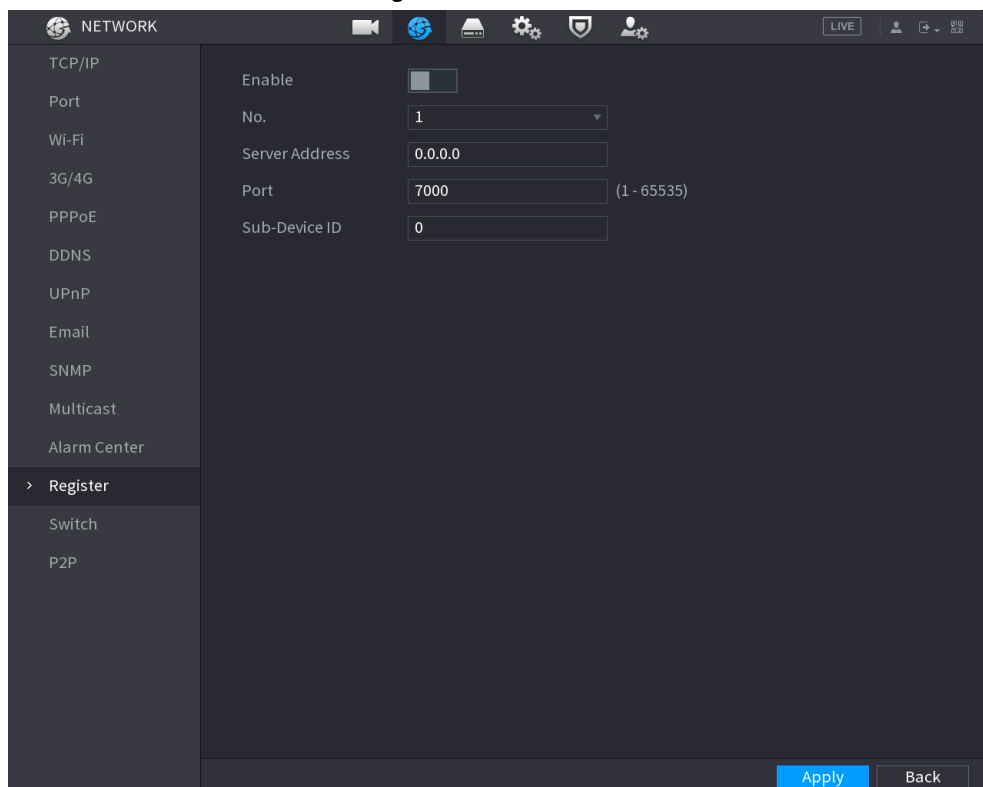 NETWORK
LIVE
TCP/IP
Port
Wi-Fi
3G/4G
PPPoE
DDNS
UPnP
Email
SNMP
Multicast
Alarm Center
> Register
Switch
P2P
Enable
No. 1
Server Address 0.0.0.0
Port 7000 (1 - 65535)
Sub-Device ID 0
Apply Back